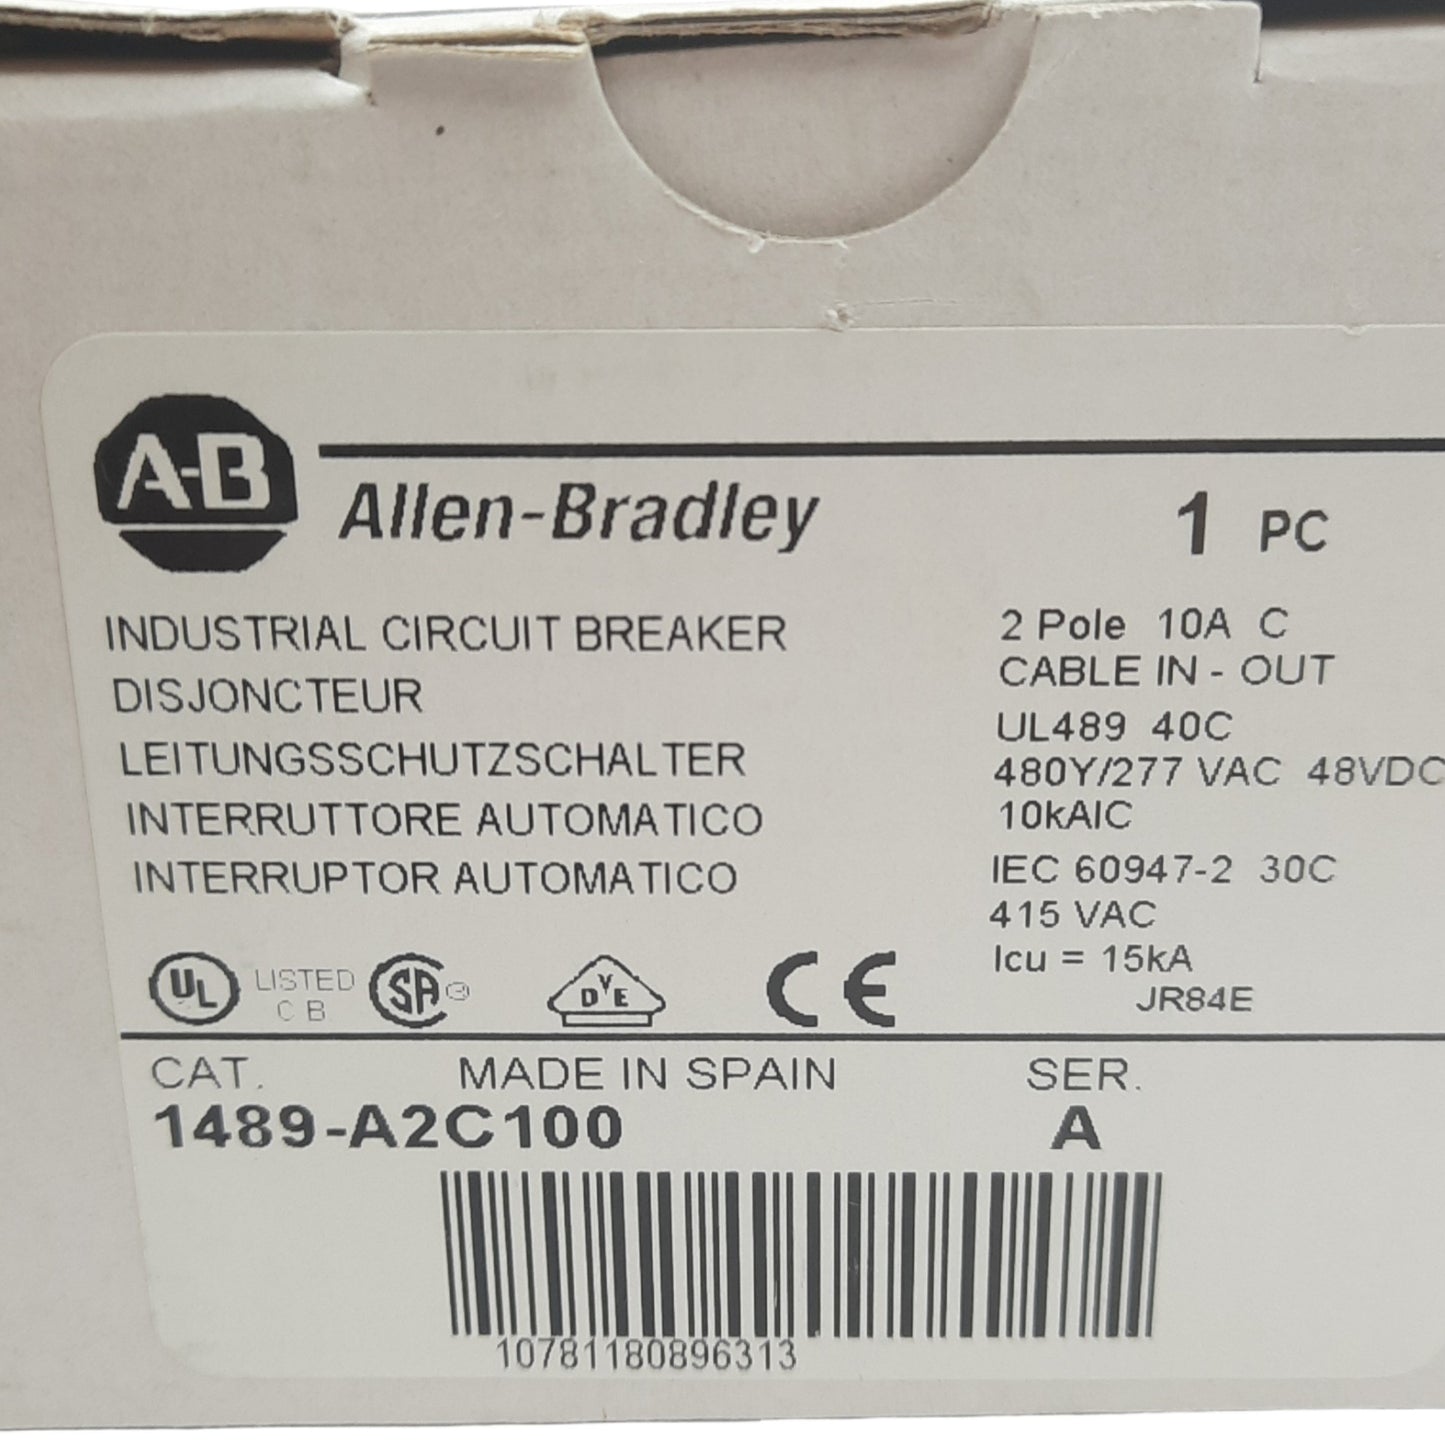 A-B
Allen-Bradley
1 PC
INDUSTRIAL CIRCUIT BREAKER
DISJONCTEUR
LEITUNGSSCHUTZSCHALTER
INTERRUTTORE AUTOMATICO
INTERRUPTOR AUTOMATICO
2 Pole 10A C
CABLE IN - OUT
UL489 40C
480Y/277 VAC 48VDC
10kAIC
IEC 60947-2 30C
415 VAC
Icu = 15kA
JR84E
UL LISTED CB SA VDE CE
CAT. MADE IN SPAIN SER.
1489-A2C100 A
10781180896313